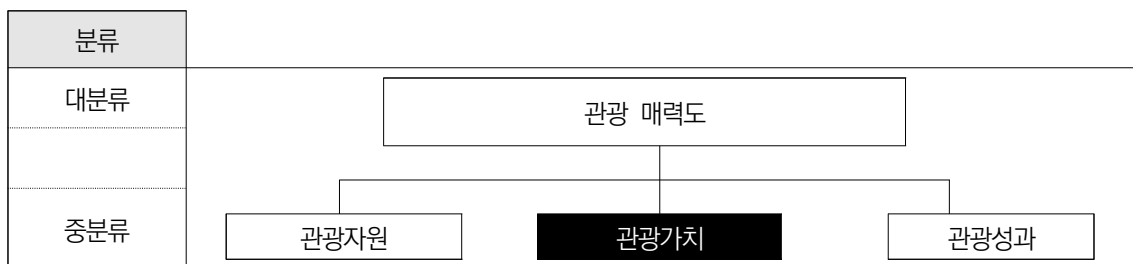 분류
대분류
관광 매력도
중분류
관광자원
관광가치
관광성과